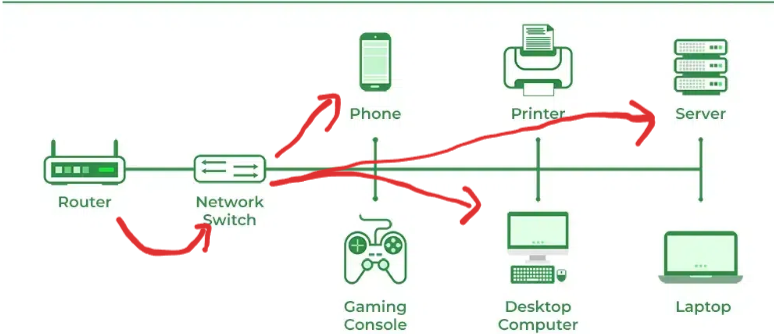 Phone
Printer
Server
Router
Network
Switch
Gaming
Console
Desktop
Computer
Laptop